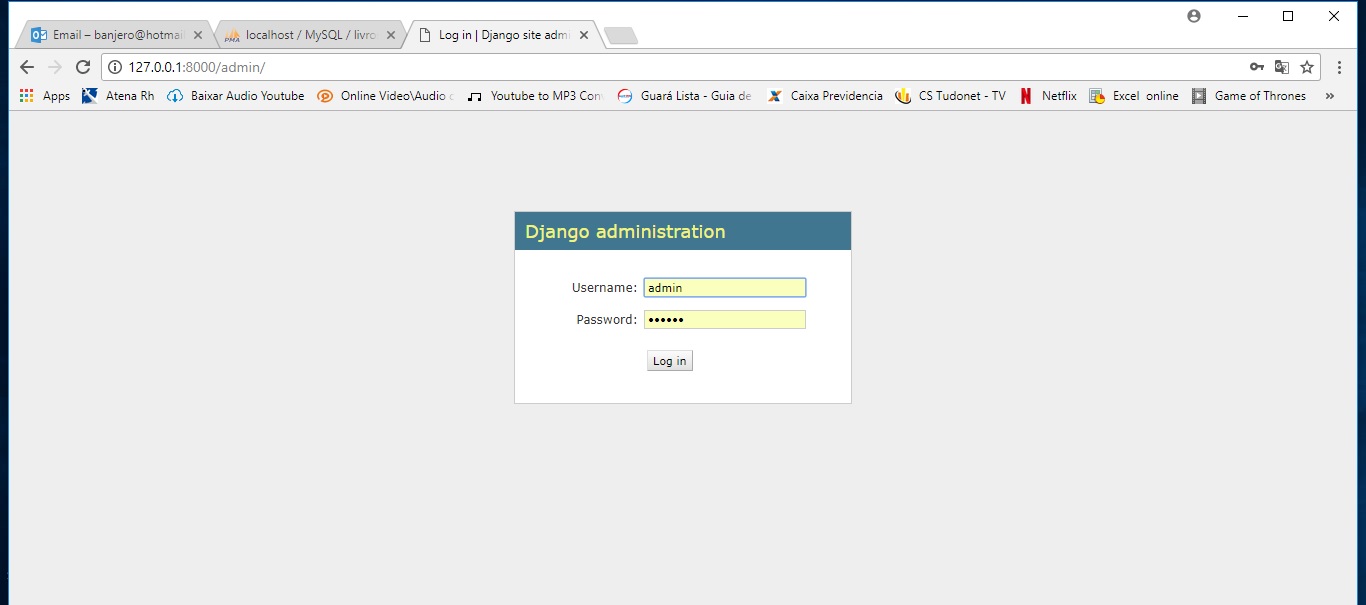 Email – banjero@hotmai
localhost / MySQL / livro
Log in | Django site adm
127.0.0.1:8000/admin/
Apps Atena Rh Baixar Audio Youtube Online Video\Audio c Youtube to MP3 Con Guará Lista - Guia de Caixa Previdencia CS Tudonet - TV Netflix Excel online Game of Thrones »
Django administration
Username: admin
Password: ••••••
Log in